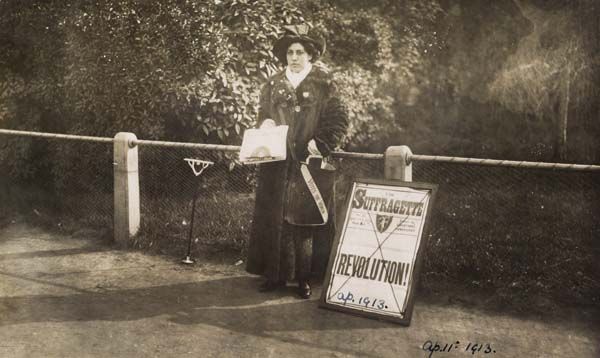 THE
SUFFRAGETTE
REVOLUTION!
ap. 1913.
Ap. 11th 1913.